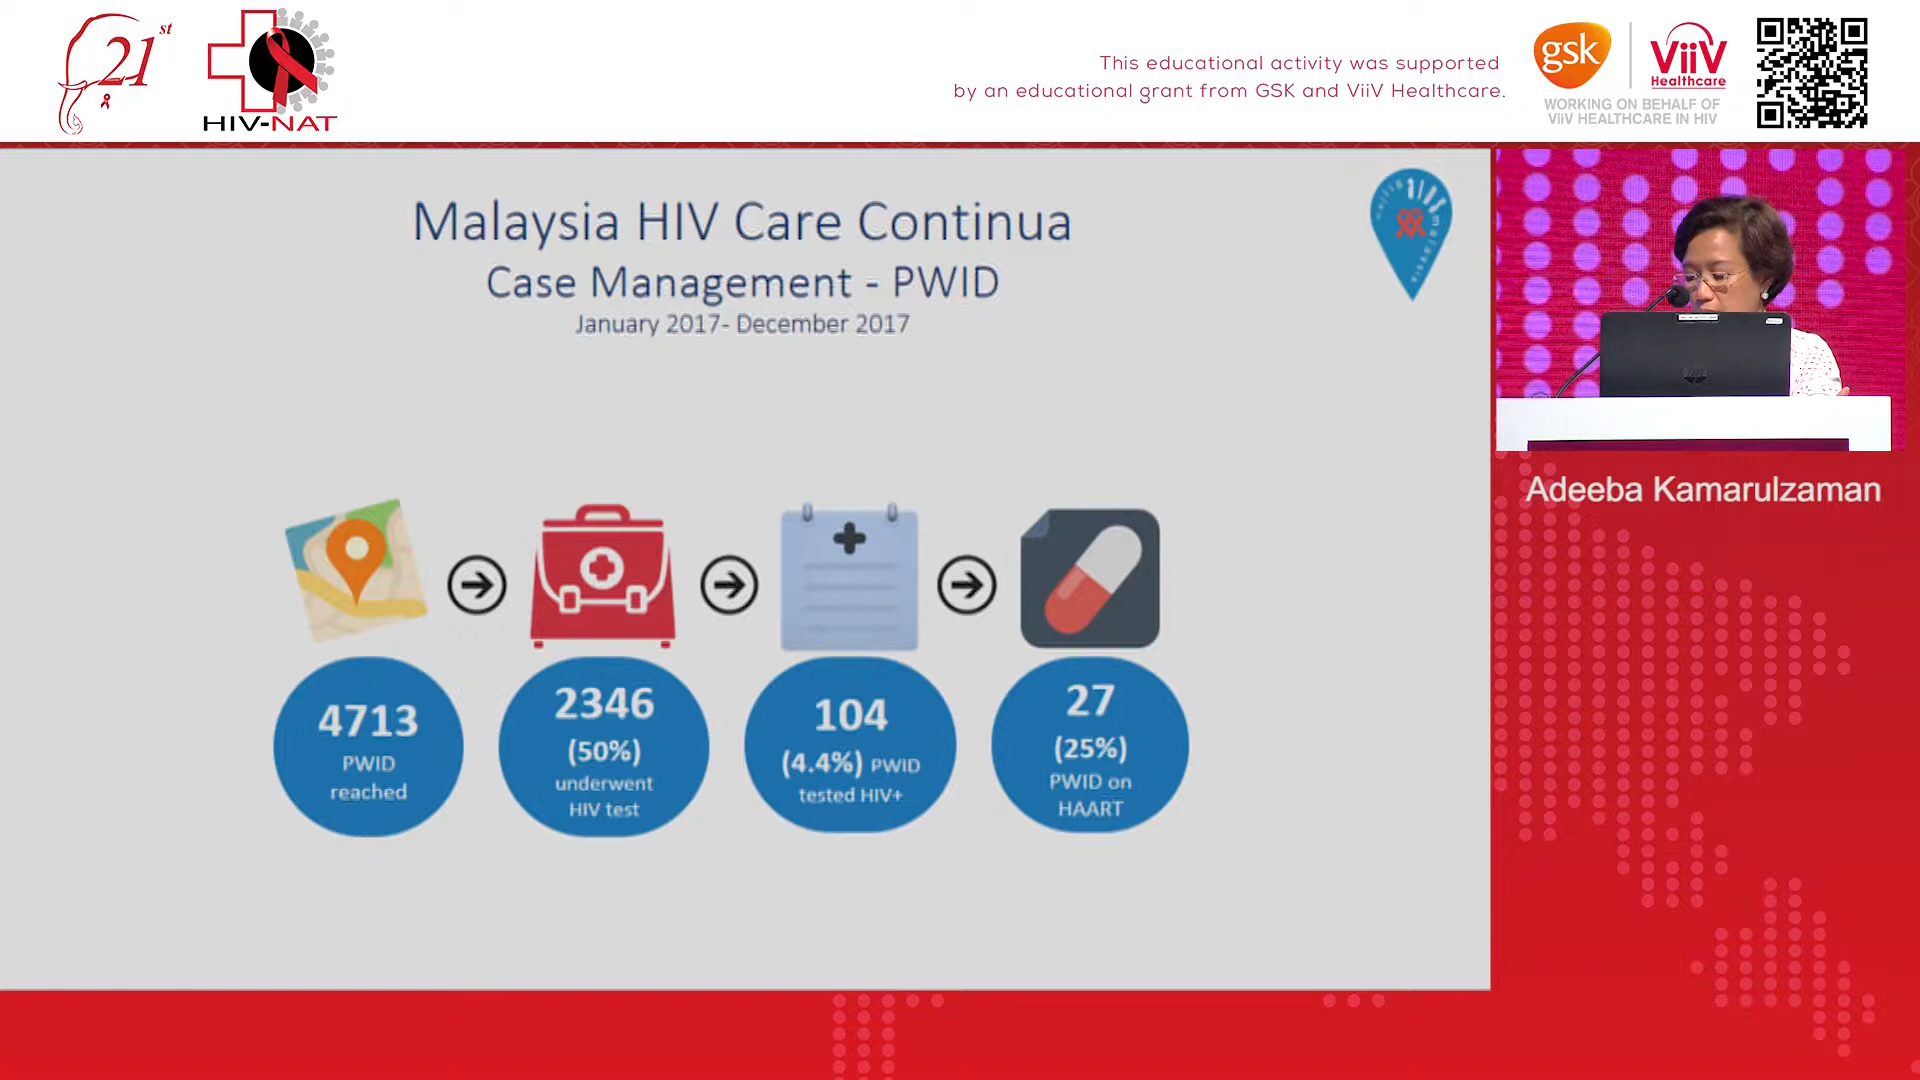 21st
HIV-NAT
This educational activity was supported
by an educational grant from GSK and ViiV Healthcare.
gsk
ViiV
Healthcare
WORKING ON BEHALF OF
ViiV HEALTHCARE IN HIV
Malaysia HIV Care Continua
Case Management - PWID
January 2017- December 2017
malaysia
4713
PWID
reached
2346
(50%)
underwent
HIV test
104
(4.4%) PWID
tested HIV+
27
(25%)
PWID on
HAART
hp
Adeeba Kamarulzaman